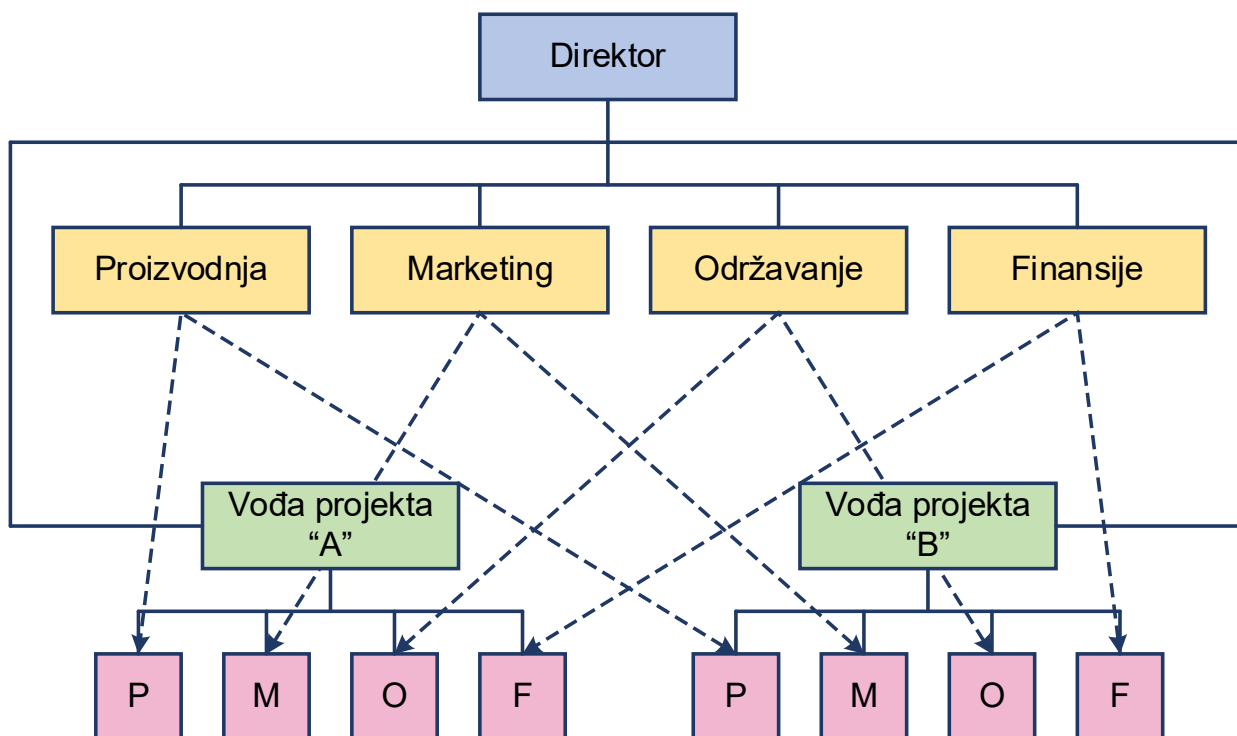 Direktor
Proizvodnja
Marketing
Održavanje
Finansije
Vođa projekta
“A”
Vođa projekta
“B”
P
M
O
F
P
M
O
F